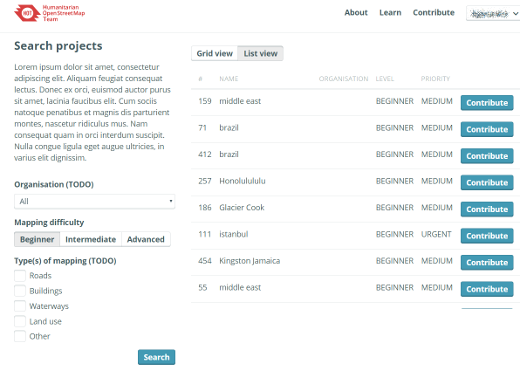 HOT
Humanitarian
OpenStreetMap
Team
About Learn Contribute
Search projects
Lorem ipsum dolor sit amet, consectetur
adipiscing elit. Aliquam feugiat consequat
lectus. Donec ex orci, euismod auctor purus
sit amet, lacinia faucibus elit. Cum sociis
natoque penatibus et magnis dis parturient
montes, nascetur ridiculus mus. Nam
consequat quam in orci interdum suscipit.
Nulla congue ligula eget augue ultricies, in
varius elit dignissim.
Organisation (TODO)
All
Mapping difficulty
Beginner Intermediate Advanced
Type(s) of mapping (TODO)
Roads
Buildings
Waterways
Land use
Other
Search
Grid view List view
# NAME ORGANISATION LEVEL PRIORITY
159 middle east BEGINNER MEDIUM Contribute
71 brazil BEGINNER MEDIUM Contribute
412 brazil BEGINNER MEDIUM Contribute
257 Honolulululu BEGINNER MEDIUM Contribute
186 Glacier Cook BEGINNER MEDIUM Contribute
111 istanbul BEGINNER URGENT Contribute
454 Kingston Jamaica BEGINNER MEDIUM Contribute
55 middle east BEGINNER MEDIUM Contribute